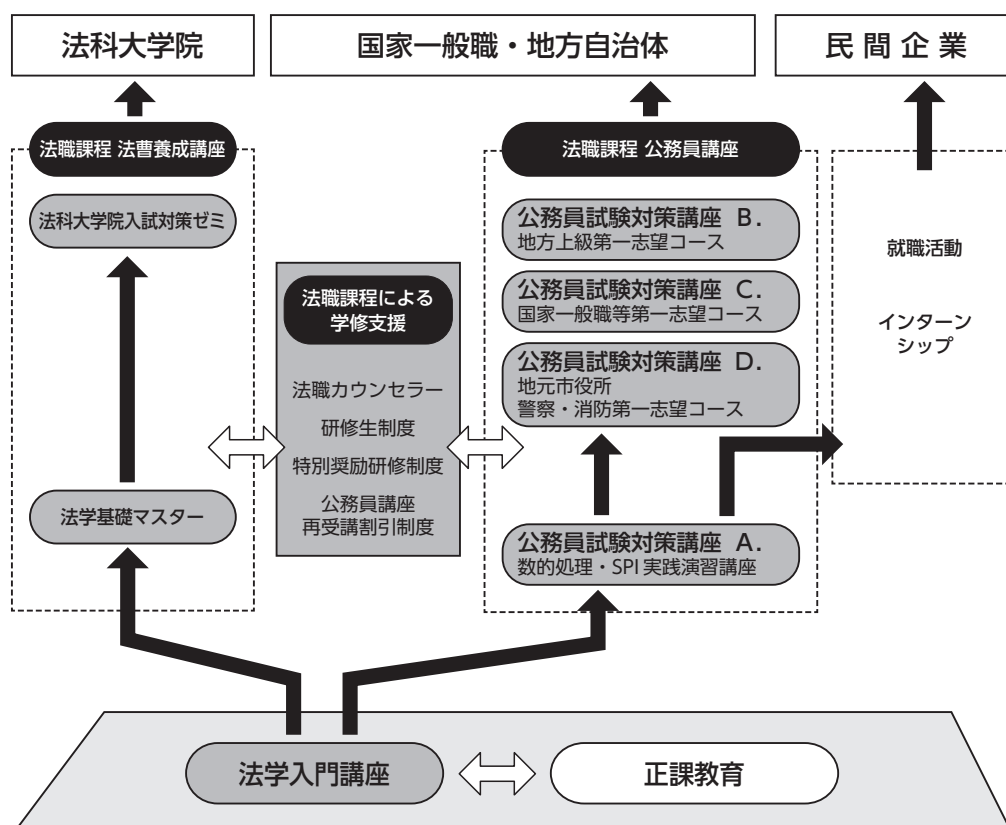 法科大学院
国家一般職・地方自治体
民間企業
法職課程 法曹養成講座
法科大学院入試対策ゼミ
法学基礎マスター
法職課程による
学修支援
法職カウンセラー
研修生制度
特別奨励研修制度
公務員講座
再受講割引制度
法職課程 公務員講座
公務員試験対策講座 B.
地方上級第一志望コース
公務員試験対策講座 C.
国家一般職等第一志望コース
公務員試験対策講座 D.
地元市役所
警察・消防第一志望コース
公務員試験対策講座 A.
数的処理・SPI 実践演習講座
就職活動
インターン
シップ
法学入門講座
正課教育